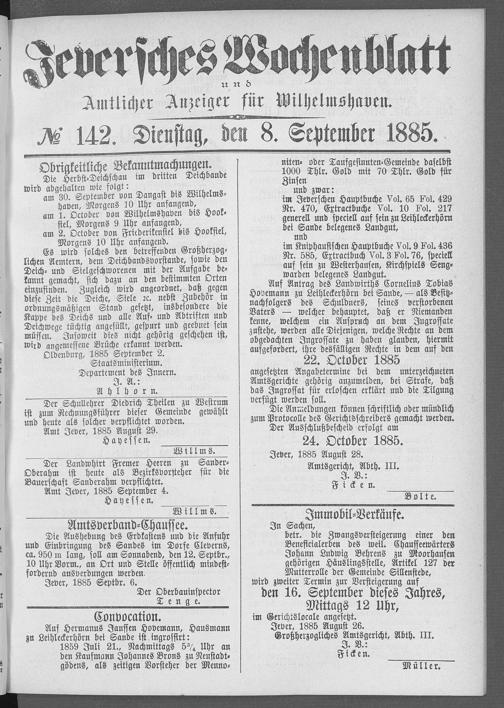 Jeversches Wochenblatt
und
Amtlicher Anzeiger für Wilhelmshaven.
№ 142. Dienstag, den 8. September 1885.
Obrigkeitliche Bekanntmachungen.
Die Herbst-Deichschau im dritten Deichbande
wird abgehalten wie folgt:
am 30. September von Dangast bis Wilhelms-
haven, Morgens 10 Uhr anfangend,
am 1. October von Wilhelmshaven bis Hook-
siel, Morgens 9 Uhr anfangend,
am 2. October von Friederikensiel bis Hooksiel,
Morgens 10 Uhr anfangend.
Es wird solches den betreffenden Großherzog-
lichen Aemtern, dem Deichbandsvorstande, sowie den
Deich- und Sielgeschworenen mit der Aufgabe be-
kannt gemacht, sich dazu an den bestimmten Orten
einzufinden. Zugleich wird angeordnet, daß gegen
diese Zeit die Deiche, Siele ꝛc. nebst Zubehör in
ordnungsmäßigen Stand gesetzt, insbesondere die
Kappe des Deichs und alle Auf- und Abtriften und
Deichwege tüchtig angefüllt, gespurt und geebnet sein
müssen. Insoweit dies nicht gehörig geschehen ist,
wird angemessene Brüche erkannt werden.
Oldenburg, 1885 September 2.
Staatsministerium.
Departement des Innern.
J. A.:
Ahlhorn.
Der Schullehrer Diedrich Theilen zu Westrum
ist zum Rechnungsführer dieser Gemeinde gewählt
und heute als solcher verpflichtet worden.
Amt Jever, 1885 August 29.
Hayessen.
Willms.
Der Landwirth Fremer Heeren zu Sander-
Oberahm ist heute als Bezirksvorsteher für die
Bauerschaft Sanderahm verpflichtet.
Amt Jever, 1885 September 4.
Hayessen.
Willms.
Amtsverband-Chaussee.
Die Aushebung des Erdkastens und die Anfuhr
und Einbringung des Sandes im Dorfe Cleverns,
ca. 950 m lang, soll am Sonnabend, den 12. Septbr.,
10 Uhr Vorm., an Ort und Stelle öffentlich mindest-
fordernd ausverdungen werden.
Jever, 1885 Septbr. 6.
Der Oberbauinspector
Tenge.
Convocation.
Auf Hermanus Janssen Hovemann, Hausmann
zu Leihleckerhörn bei Sande ist ingrossirt:
1859 Juli 21., Nachmittags 5¾ Uhr an
den Kaufmann Johannes Brons zu Neustadt-
gödens, als zeitigen Vorsteher der Menno-
niten- oder Taufgesinnten-Gemeinde daselbst
1000 Thlr. Gold mit 70 Thlr. Gold für
Zinsen
und zwar:
im Jeverschen Hauptbuche Vol. 65 Fol. 429
Nr. 470, Extractbuche Vol. 10 Fol. 217
generell und speciell auf sein zu Leihleckerhörn
bei Sande belegenes Landgut,
und
im Kniphausischen Hauptbuche Vol. 9 Fol. 436
Nr. 585, Extractbuche Vol. 3 Fol. 76, speciell
auf sein zu Westerhausen, Kirchspiels Seng-
warden belegenes Landgut.
Auf Antrag des Landwirths Cornelius Tobias
Hovemann zu Leihleckerhörn bei Sande, — als Besitz-
nachfolgers des Schuldners, seines verstorbenen
Vaters — welcher behauptet, daß er Niemanden
kenne, welchem ein Anspruch an dem Ingrossate
zustehe, werden alle Diejenigen, welche Rechte an dem
obgedachten Ingrossate zu haben glauben, hiermit
aufgefordert, ihre desfälligen Rechte in dem auf den
22. October 1885
angesetzten Angabetermine bei dem unterzeichneten
Amtsgerichte gehörig anzumelden, bei Strafe, daß
das Ingrossat für erloschen erklärt und die Tilgung
verfügt werden soll.
Die Anmeldungen können schriftlich oder mündlich
zum Protocolle des Gerichtsschreibers gemacht werden.
Der Ausschlußbescheid erfolgt am
24. October 1885.
Jever, 1885 August 28.
Amtsgericht, Abth. III.
J. V.:
Ficken.
Bolte.
Immobil-Verkäufe.
In Sachen,
betr. die Zwangsversteigerung einer den
Beneficialerben des weil. Chausseewärters
Johann Ludwig Behrens zu Moorhausen
gehörigen Häuslingsstelle, Artikel 127 der
Mutterrolle der Gemeinde Sillenstede,
wird zweiter Termin zur Versteigerung auf
den 16. September dieses Jahres,
Mittags 12 Uhr,
im Gerichtslocale angesetzt.
Jever, 1885 August 26.
Großherzogliches Amtsgericht, Abth. III.
J. V.:
Ficken.
Müller.